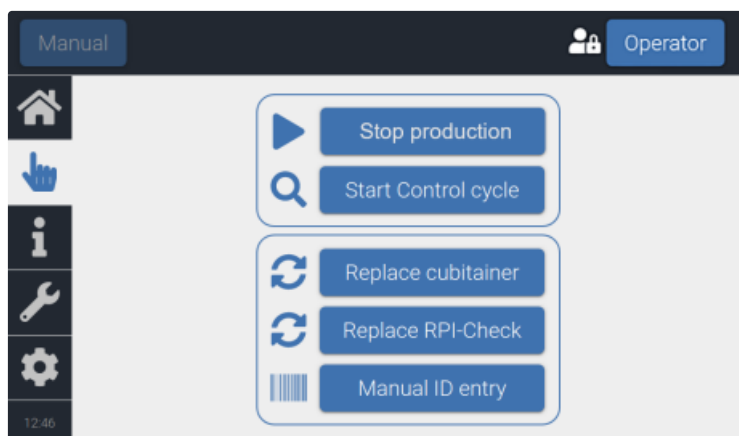 Manual
Operator
Stop production
Start Control cycle
Replace cubitainer
Replace RPI-Check
Manual ID entry
12:46